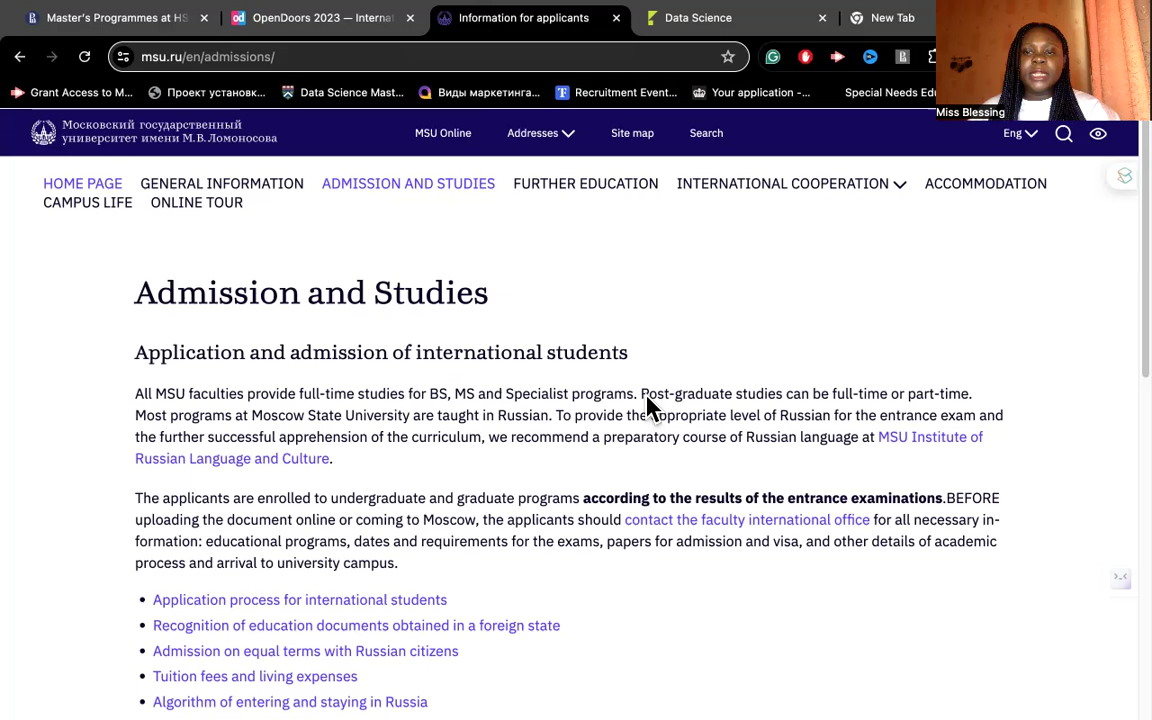 Master's Programmes at HS
OpenDoors 2023 — Internat
Information for applicants
Data Science
New Tab
msu.ru/en/admissions/
Grant Access to M...
Проект установк...
Data Science Mast...
Виды маркетинга...
Recruitment Event...
Your application -...
Special Needs Edu
Miss Blessing
Московский государственный
университет имени М.В.Ломоносова
MSU Online
Addresses
Site map
Search
Eng
HOME PAGE GENERAL INFORMATION ADMISSION AND STUDIES FURTHER EDUCATION INTERNATIONAL COOPERATION ACCOMMODATION
CAMPUS LIFE ONLINE TOUR
Admission and Studies
Application and admission of international students
All MSU faculties provide full-time studies for BS, MS and Specialist programs. Post-graduate studies can be full-time or part-time.
Most programs at Moscow State University are taught in Russian. To provide the appropriate level of Russian for the entrance exam and
the further successful apprehension of the curriculum, we recommend a preparatory course of Russian language at MSU Institute of
Russian Language and Culture.
The applicants are enrolled to undergraduate and graduate programs according to the results of the entrance examinations.BEFORE
uploading the document online or coming to Moscow, the applicants should contact the faculty international office for all necessary in-
formation: educational programs, dates and requirements for the exams, papers for admission and visa, and other details of academic
process and arrival to university campus.
• Application process for international students
• Recognition of education documents obtained in a foreign state
• Admission on equal terms with Russian citizens
• Tuition fees and living expenses
• Algorithm of entering and staying in Russia